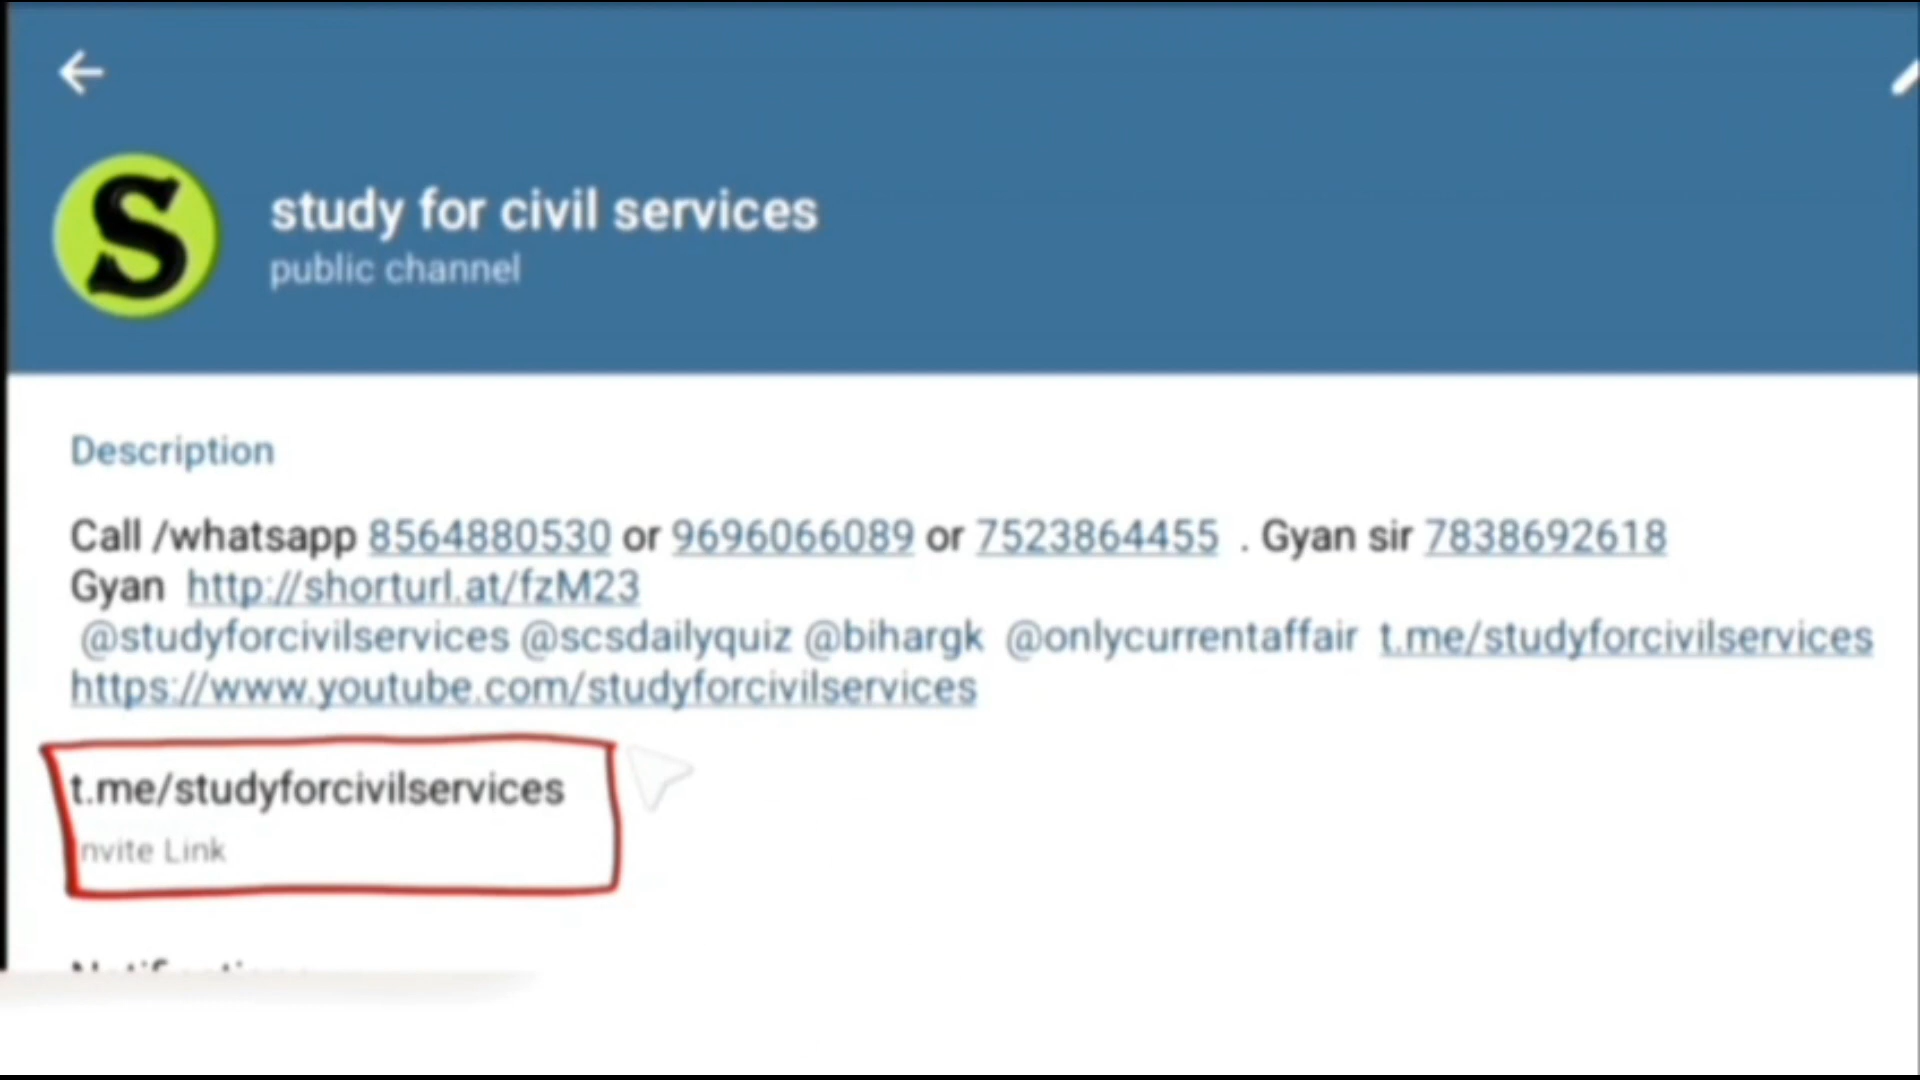 S
study for civil services
public channel
Description
Call /whatsapp 8564880530 or 9696066089 or 7523864455 . Gyan sir 7838692618
Gyan http://shorturl.at/fzM23
@studyforcivilservices @scsdailyquiz @bihargk @onlycurrentaffair t.me/studyforcivilservices
https://www.youtube.com/studyforcivilservices
t.me/studyforcivilservices
nvite Link